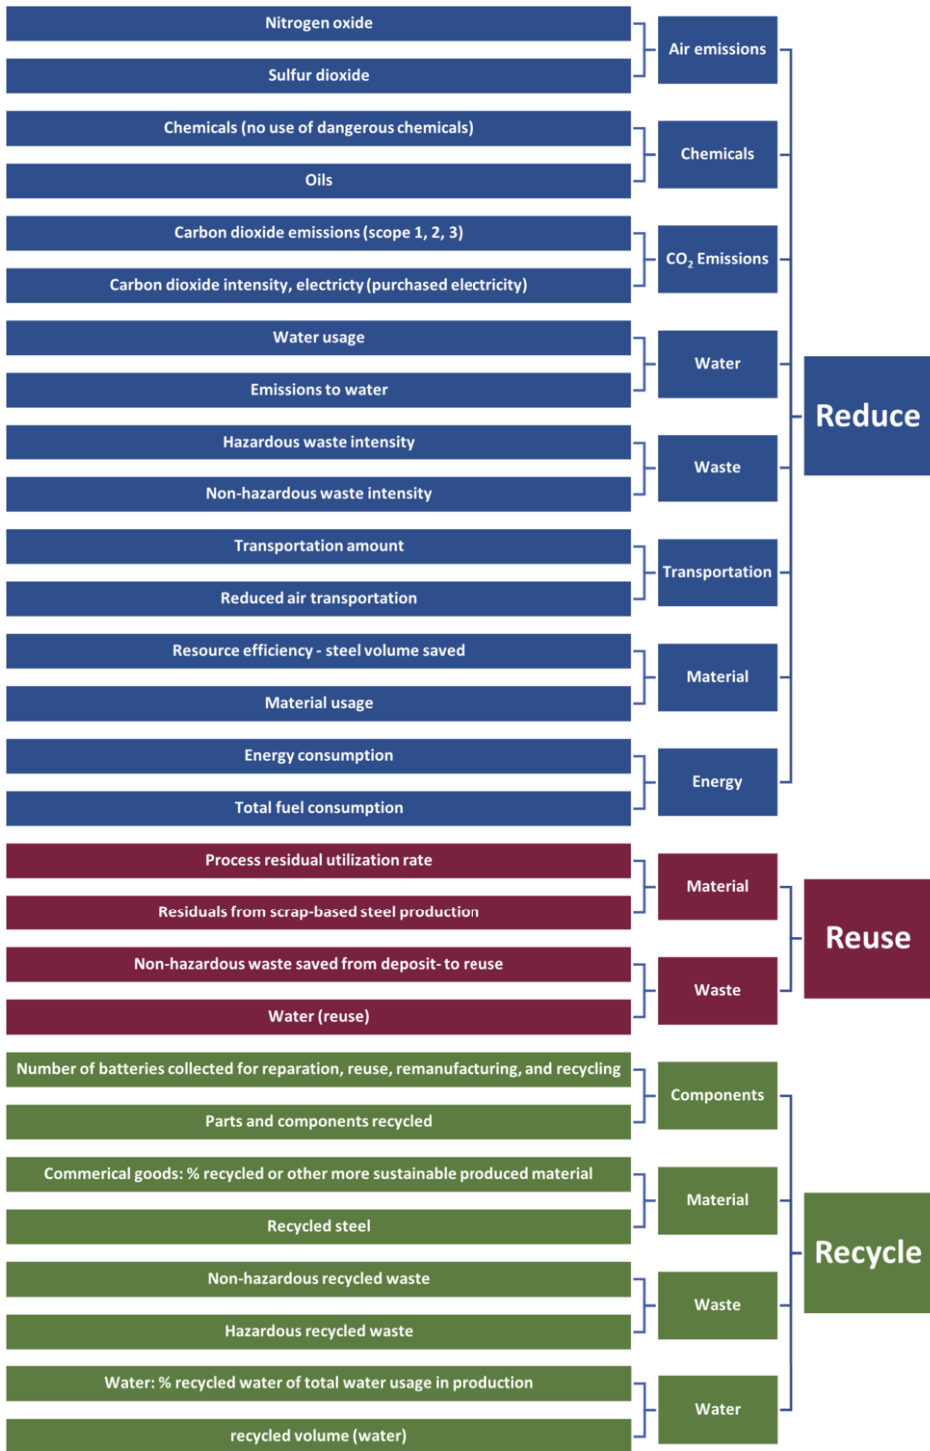 Nitrogen oxide
Sulfur dioxide
Air emissions
Chemicals (no use of dangerous chemicals)
Oils
Chemicals
Carbon dioxide emissions (scope 1, 2, 3)
Carbon dioxide intensity, electricty (purchased electricity)
CO₂ Emissions
Water usage
Emissions to water
Water
Hazardous waste intensity
Non-hazardous waste intensity
Waste
Transportation amount
Reduced air transportation
Transportation
Resource efficiency - steel volume saved
Material usage
Material
Energy consumption
Total fuel consumption
Energy
Reduce
Process residual utilization rate
Residuals from scrap-based steel production
Material
Non-hazardous waste saved from deposit- to reuse
Water (reuse)
Waste
Reuse
Number of batteries collected for reparation, reuse, remanufacturing, and recycling
Parts and components recycled
Components
Commerical goods: % recycled or other more sustainable produced material
Recycled steel
Material
Non-hazardous recycled waste
Hazardous recycled waste
Waste
Water: % recycled water of total water usage in production
recycled volume (water)
Water
Recycle